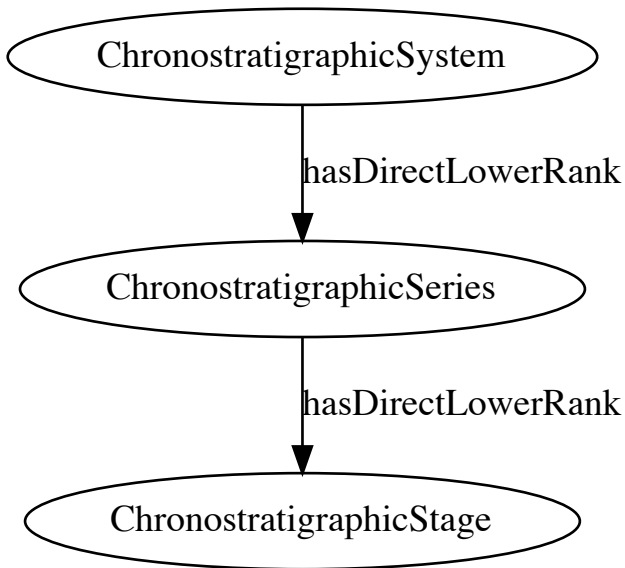 ChronostratigraphicSystem
hasDirectLowerRank
ChronostratigraphicSeries
hasDirectLowerRank
ChronostratigraphicStage